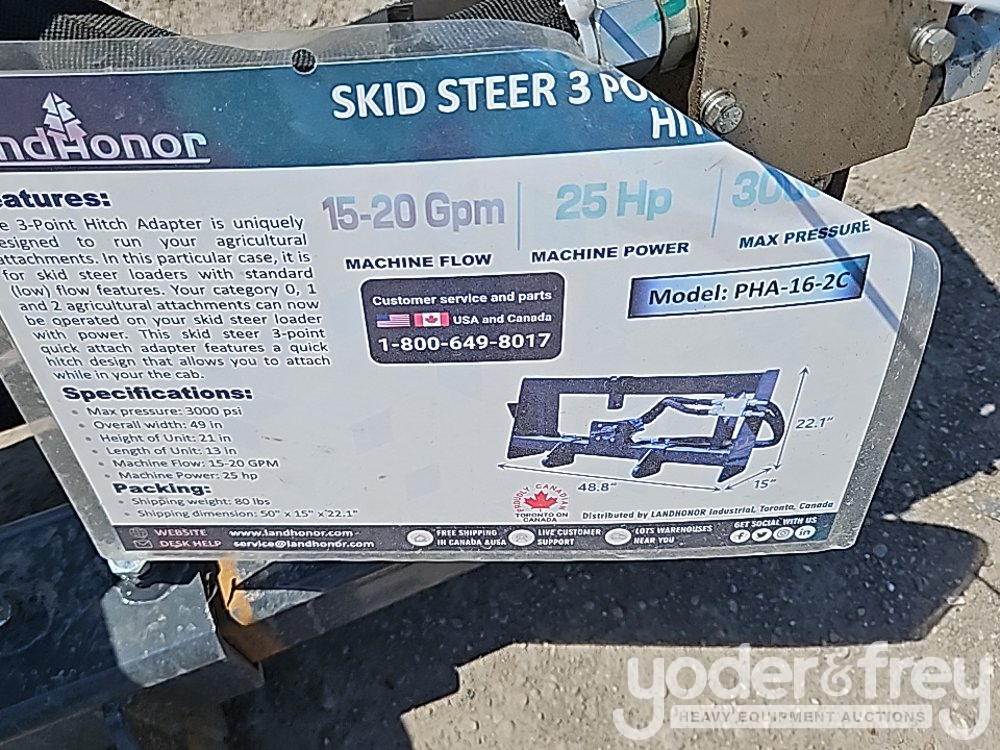 SKID STEER 3 PO
HIT
ndHonor
eatures:
e 3-Point Hitch Adapter is uniquely
esigned to run your agricultural
attachments. In this particular case, it is
for skid steer loaders with standard
(low) flow features. Your category 0, 1
and 2 agricultural attachments can now
be operated on your skid steer loader
with power. This skid steer 3-point
quick attach adapter features a quick
hitch design that allows you to attach
while in your the cab.
15-20 Gpm
MACHINE FLOW
25 Hp
MACHINE POWER
300
MAX PRESSURE
Customer service and parts
USA and Canada
1-800-649-8017
Model: PHA-16-2C
Specifications:
• Max pressure: 3000 psi
• Overall width: 49 in
• Height of Unit: 21 in
• Length of Unit: 13 in
• Machine Flow: 15-20 GPM
• Machine Power: 25 hp
Packing:
• Shipping weight: 80 lbs
• Shipping dimension: 50" x 15" x 22.1"
22.1"
48.8"
15"
PROUDLY CANADIAN
TORONTO ON
CANADA
Distributed by LANDHONOR Industrial, Toronto, Canada
WEBSITE www.landhonor.com
DESK HELP service@landhonor.com
FREE SHIPPING
IN CANADA & USA
LIVE CUSTOMER
SUPPORT
LOTS WAREHOUSES
NEAR YOU
GET SOCIAL WITH US
yoder&frey
HEAVY EQUIPMENT AUCTIONS